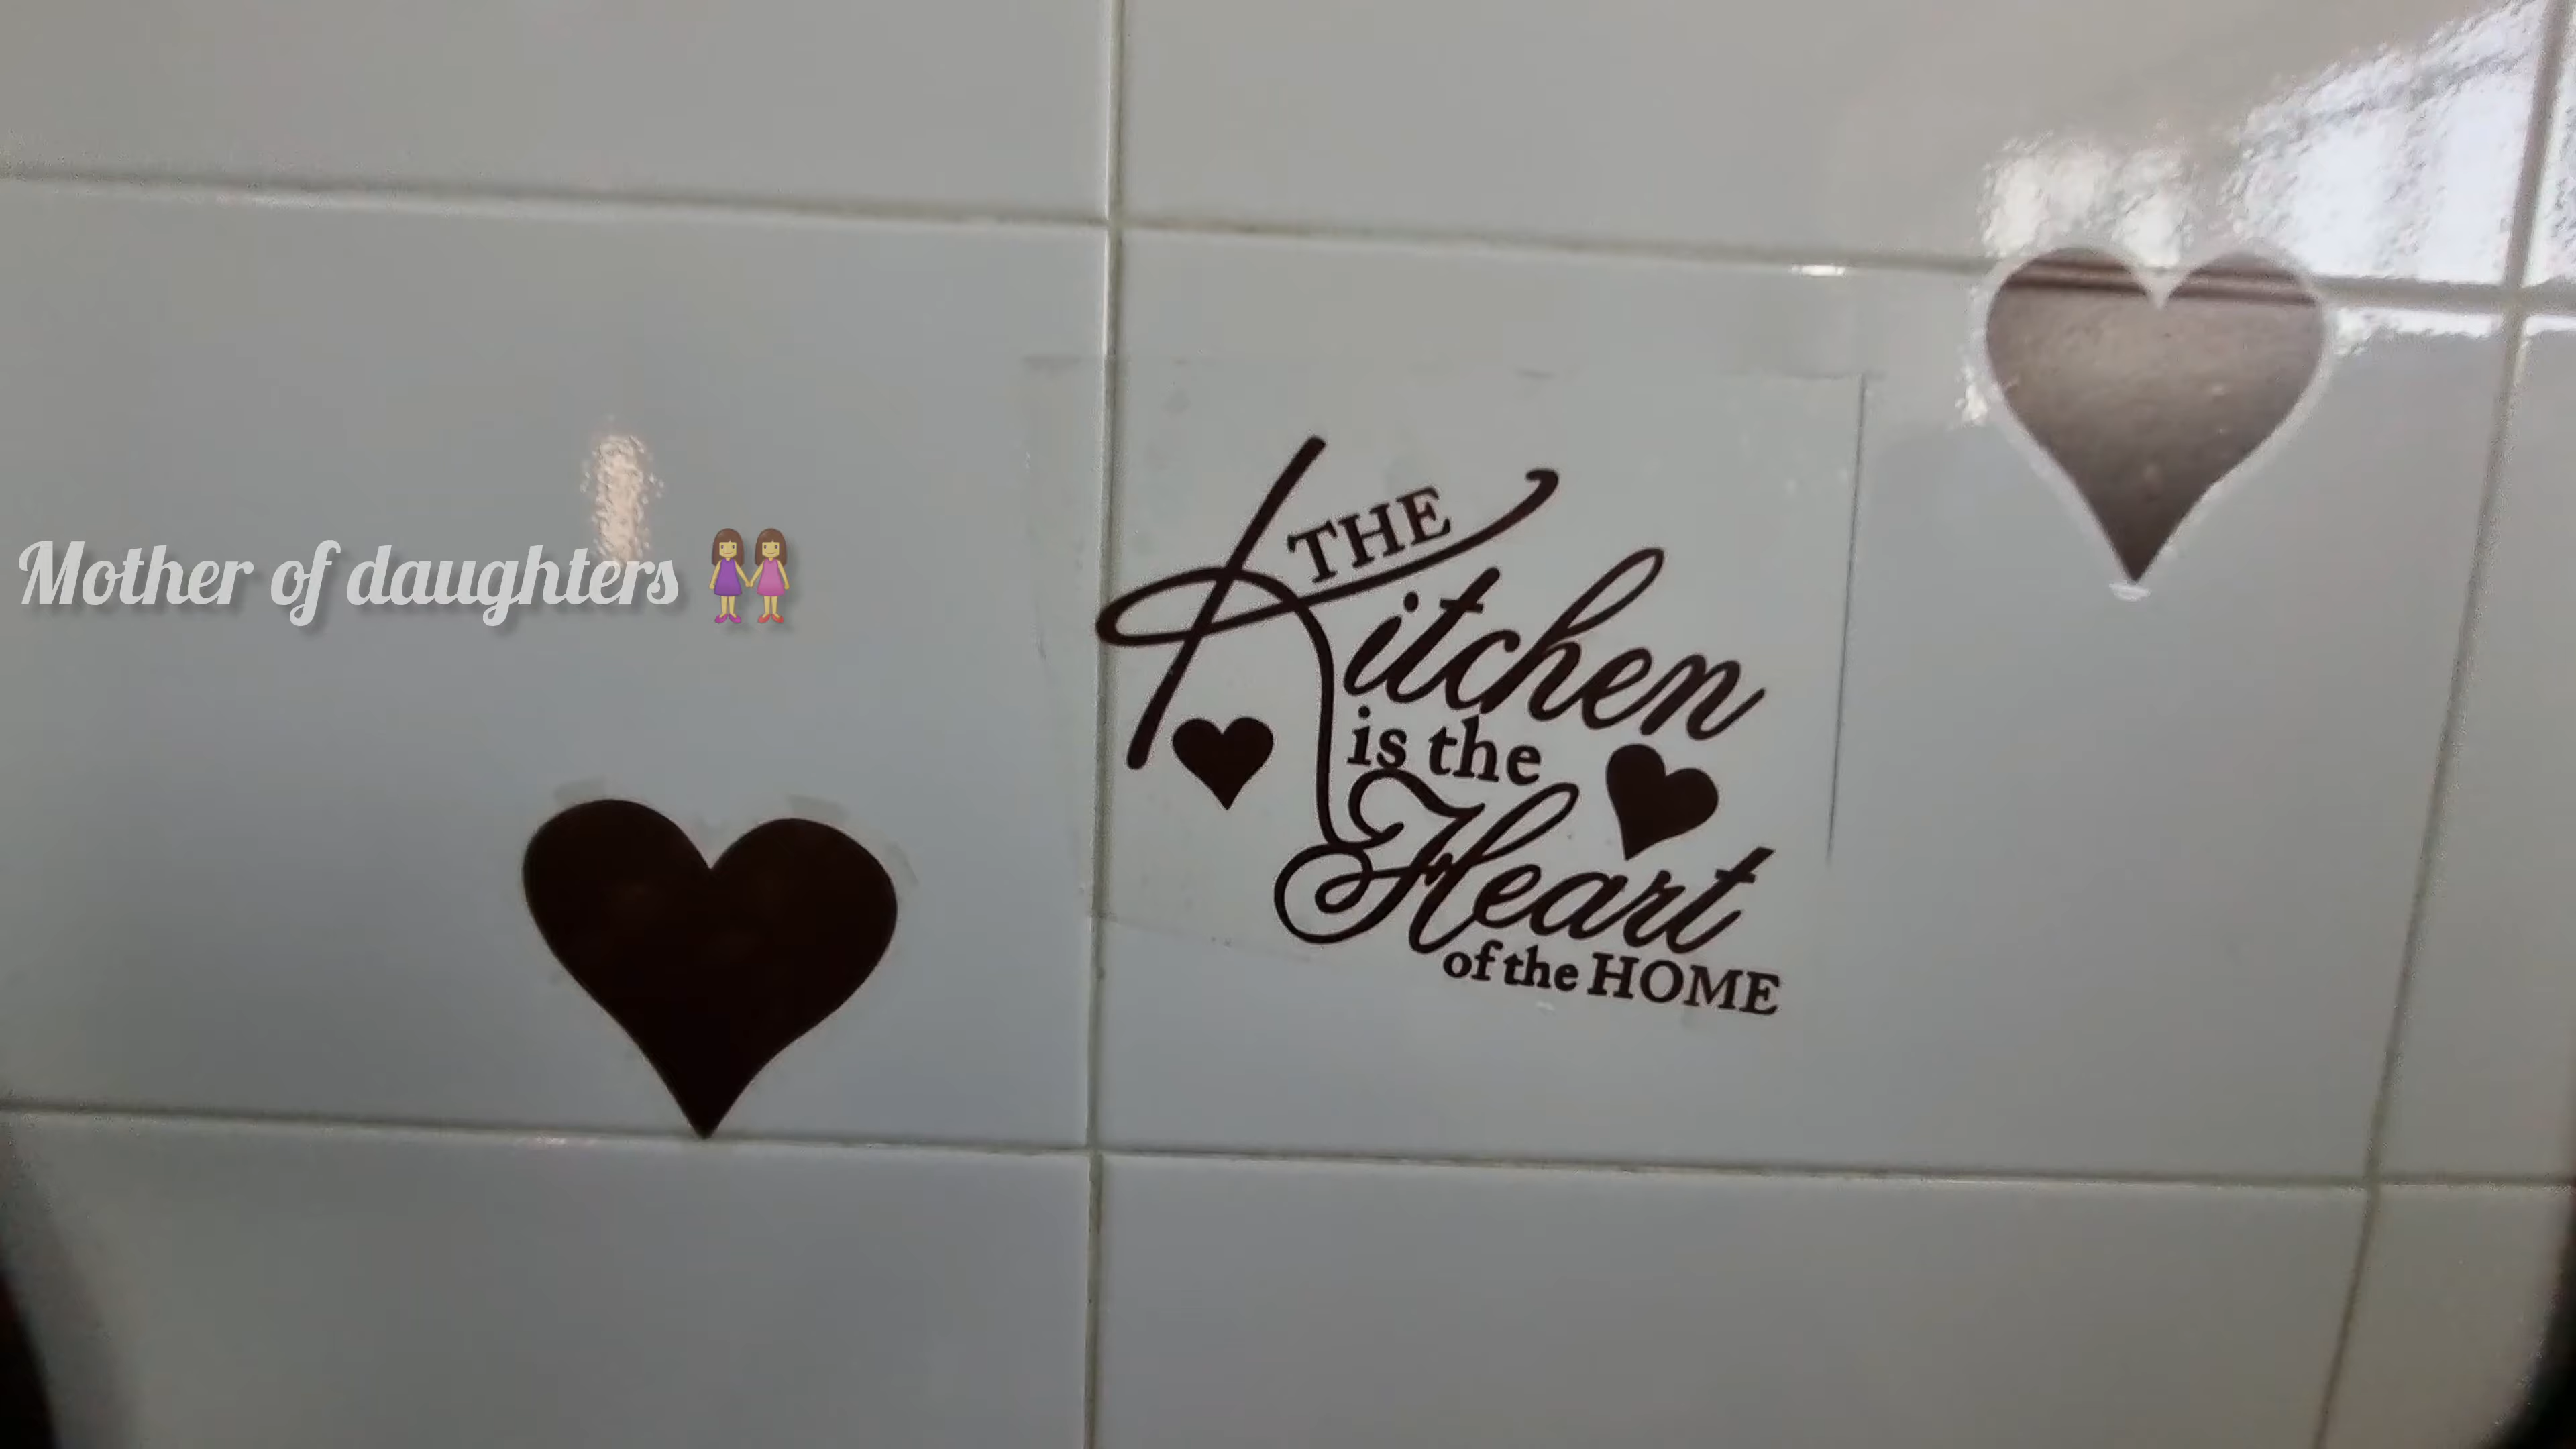 Mother of daughters 👭
THE
Kitchen
is the
Heart
of the HOME